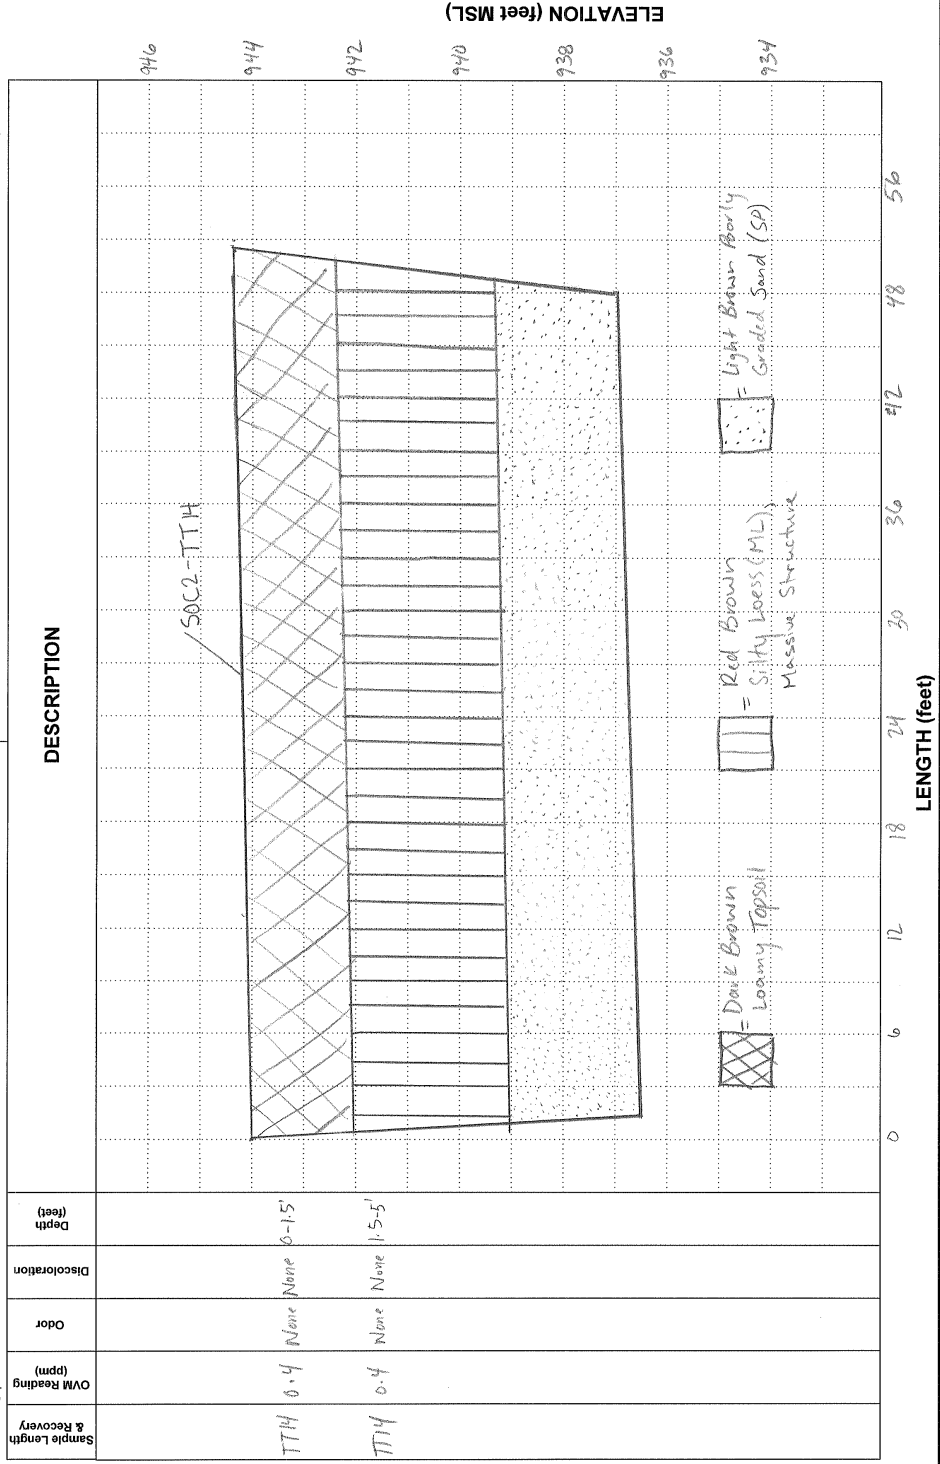 Sample Length
& Recovery
OVM Reading
(ppm)
Odor
Discoloration
Depth
(feet)
DESCRIPTION
ELEVATION (feet MSL)
TT14 0.4 None None 0-1.5'
TT14 0.4 None None 1.5-5'
SOC2-TT14
946
944
942
940
938
936
934
= Dark Brown
Loamy Topsoil
= Red Brown
Silty Loess (ML),
Massive Structure
= Light Brown Poorly
Graded Sand (SP)
0 6 12 18 24 30 36 42 48 56
LENGTH (feet)